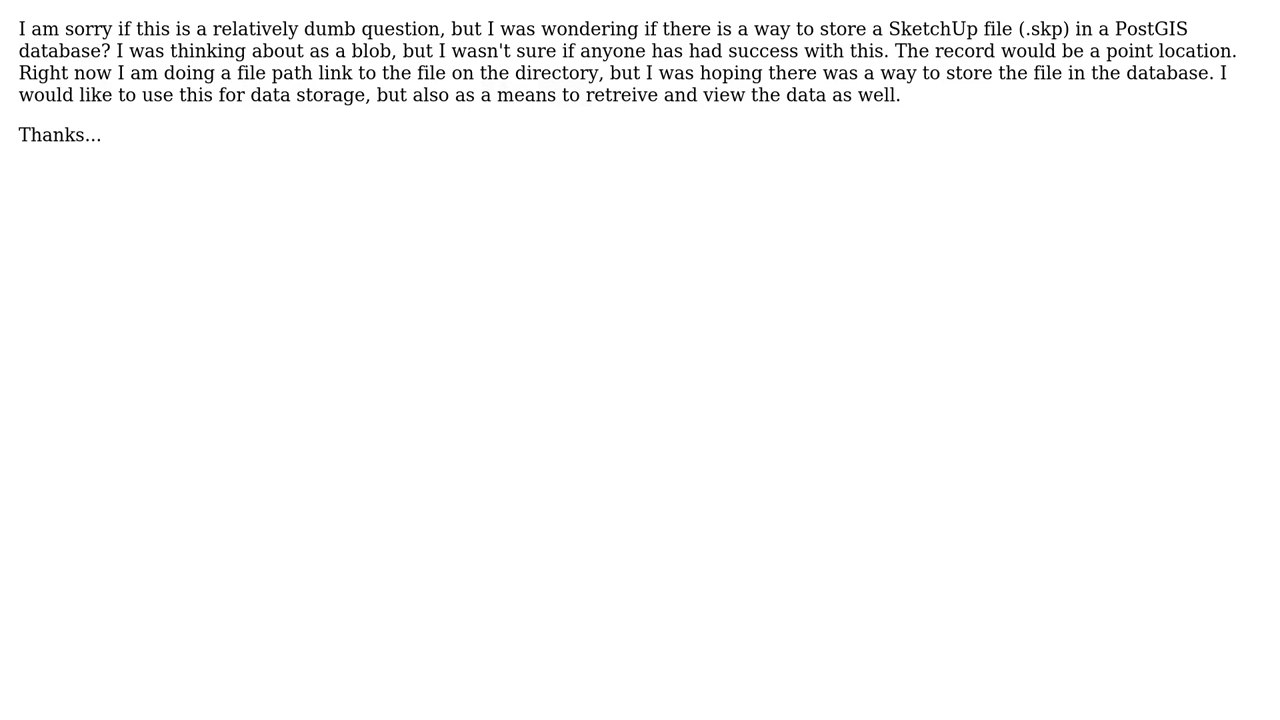 I am sorry if this is a relatively dumb question, but I was wondering if there is a way to store a SketchUp file (.skp) in a PostGIS
database? I was thinking about as a blob, but I wasn't sure if anyone has had success with this. The record would be a point location.
Right now I am doing a file path link to the file on the directory, but I was hoping there was a way to store the file in the database. I
would like to use this for data storage, but also as a means to retreive and view the data as well.
Thanks...